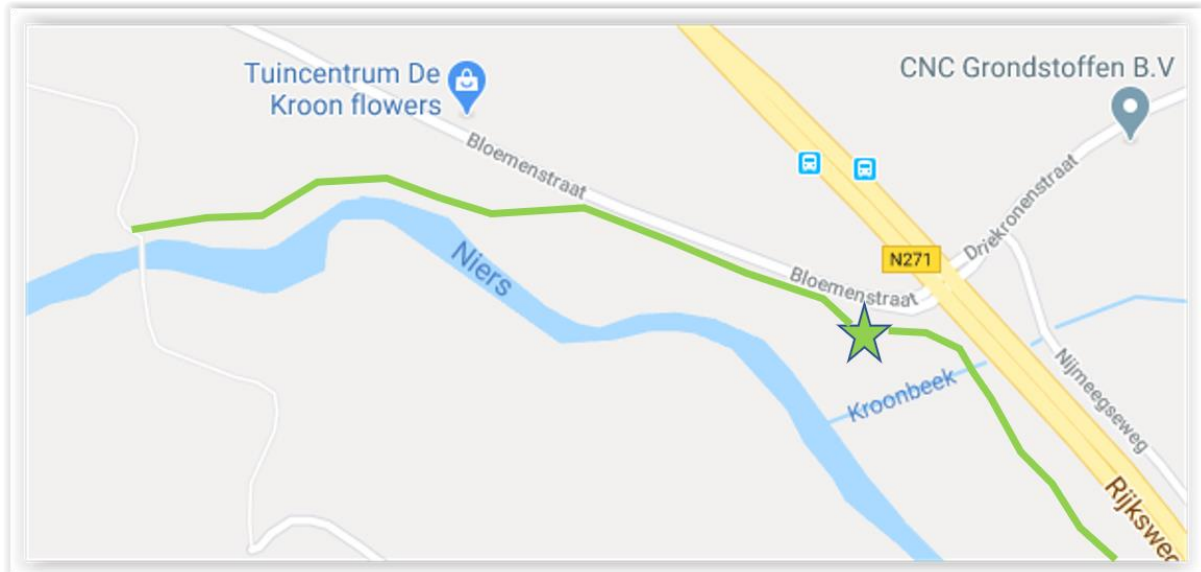 Tuincentrum De
Kroon flowers
CNC Grondstoffen B.V
Bloemenstraat
Driekronenstraat
Niers
N271
Bloemenstraat
Kroonbeek
Nijmeegseweg
Rijksweg